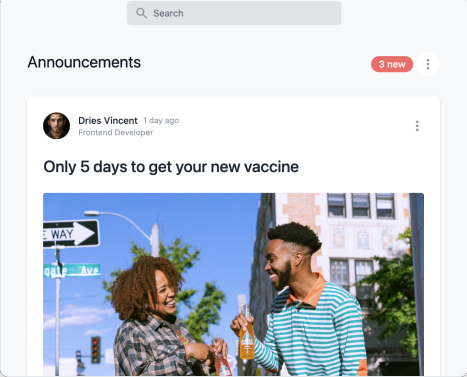 Search
Announcements
3 new
Dries Vincent 1 day ago
Frontend Developer
Only 5 days to get your new vaccine
E WAY
gate Ave